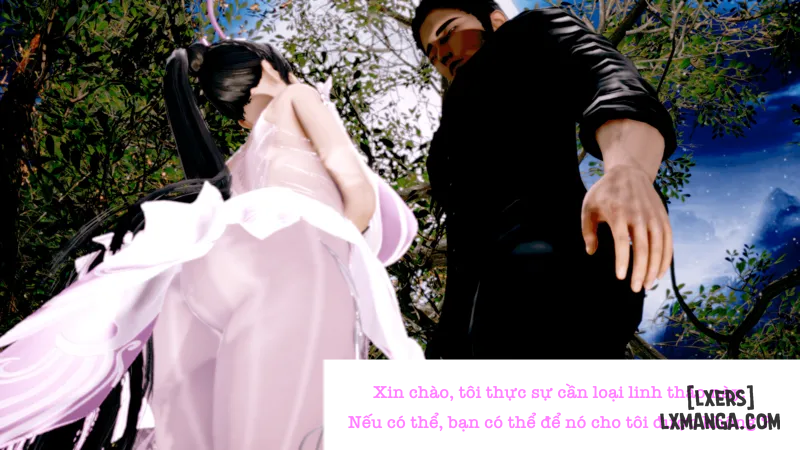 Xin chào, tôi thực sự cần loại linh thảo
Nếu có thể, bạn có thể để nó cho tôi
[LXERS]
LXMANGA.COM